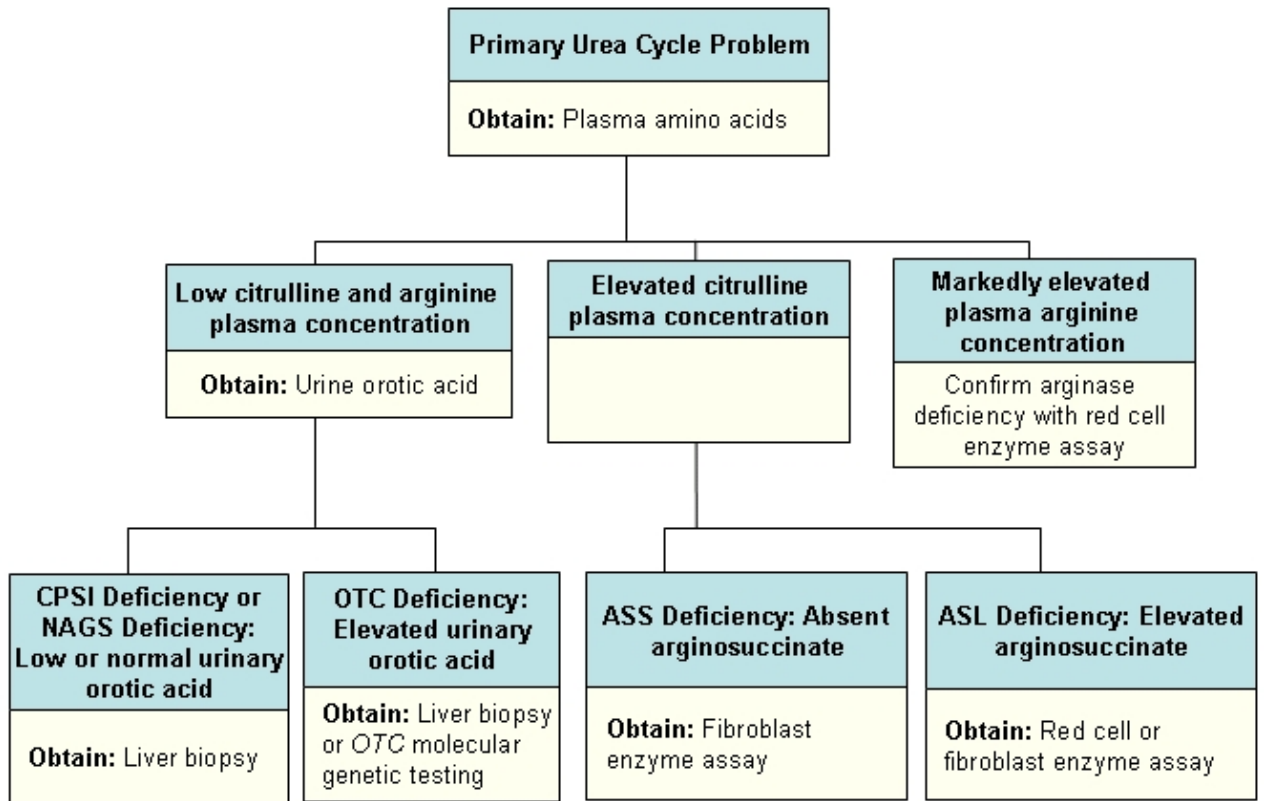 Primary Urea Cycle Problem
Obtain: Plasma amino acids
Low citrulline and arginine
plasma concentration
Obtain: Urine orotic acid
Elevated citrulline
plasma concentration
Markedly elevated
plasma arginine
concentration
Confirm arginase
deficiency with red cell
enzyme assay
CPSI Deficiency or
NAGS Deficiency:
Low or normal urinary
orotic acid
Obtain: Liver biopsy
OTC Deficiency:
Elevated urinary
orotic acid
Obtain: Liver biopsy
or OTC molecular
genetic testing
ASS Deficiency: Absent
arginosuccinate
Obtain: Fibroblast
enzyme assay
ASL Deficiency: Elevated
arginosuccinate
Obtain: Red cell or
fibroblast enzyme assay